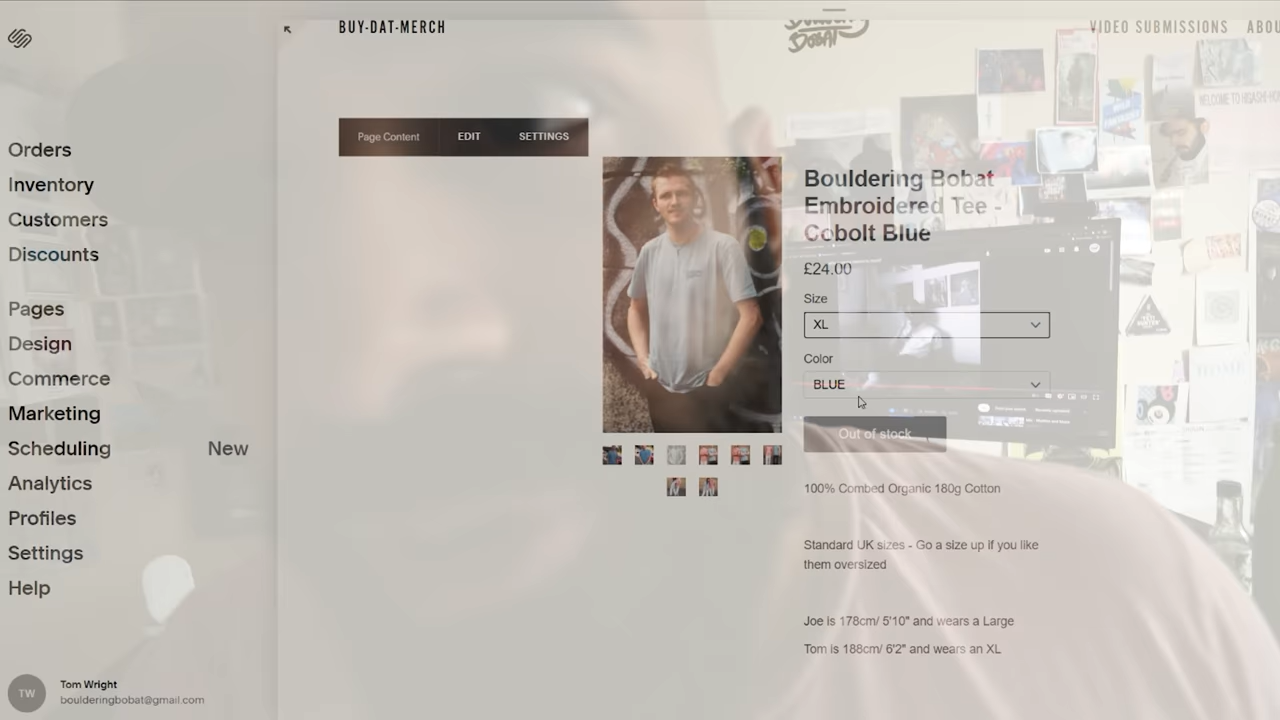 BUY-DAT-MERCH
Bouldering
Bobat
VIDEO SUBMISSIONS
Orders
Inventory
Customers
Discounts
Pages
Design
Commerce
Marketing
Scheduling New
Analytics
Profiles
Settings
Help
TW
Tom Wright
boulderingbobat@gmail.com
Page Content EDIT SETTINGS
Bouldering Bobat
Embroidered Tee -
Cobolt Blue
£24.00
Size
XL
Color
BLUE
Out of stock
100% Combed Organic 180g Cotton
Standard UK sizes - Go a size up if you like
them oversized
Joe is 178cm/ 5'10" and wears a Large
Tom is 188cm/ 6'2" and wears an XL
WELCOME TO